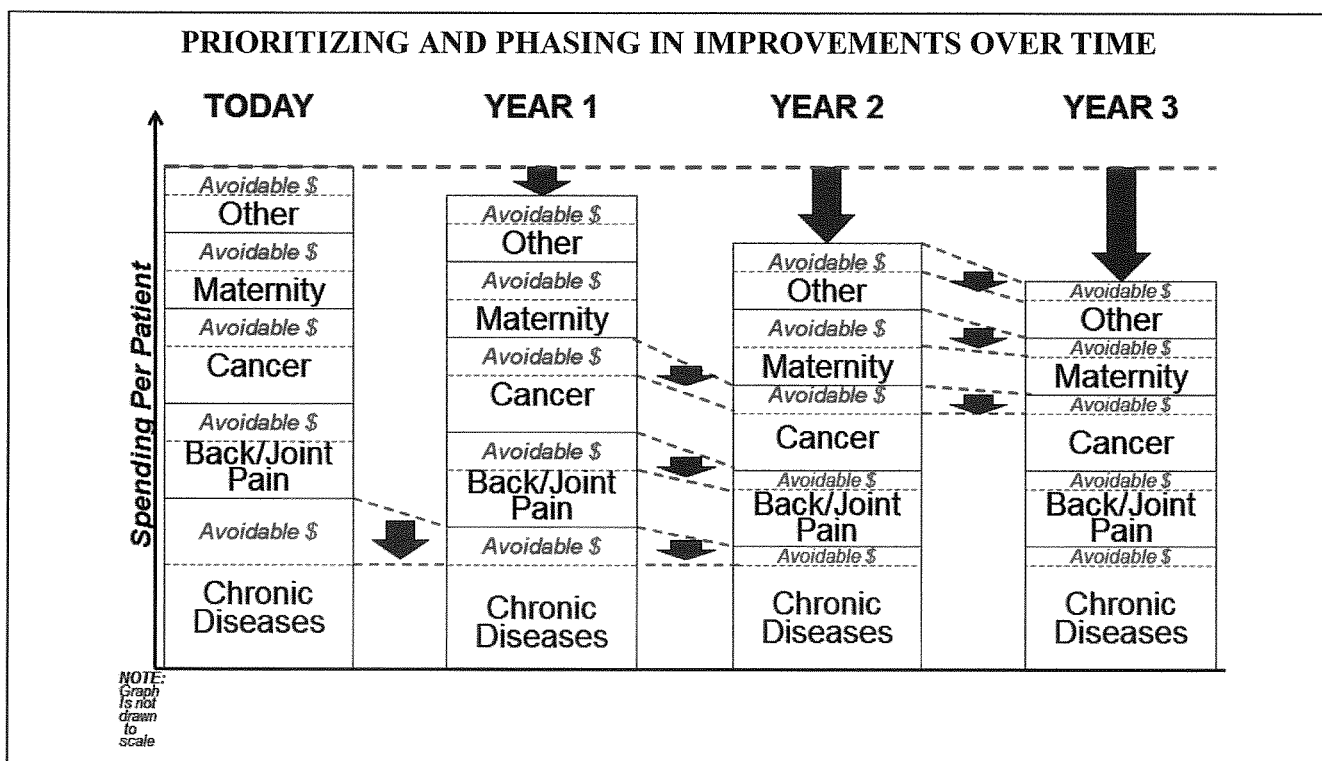 PRIORITIZING AND PHASING IN IMPROVEMENTS OVER TIME
TODAY
YEAR 1
YEAR 2
YEAR 3
Spending Per Patient
Avoidable $
Other
Avoidable $
Maternity
Avoidable $
Cancer
Avoidable $
Back/Joint
Pain
Avoidable $
Chronic
Diseases
Avoidable $
Other
Avoidable $
Maternity
Avoidable $
Cancer
Avoidable $
Back/Joint
Pain
Avoidable $
Chronic
Diseases
Avoidable $
Other
Avoidable $
Maternity
Avoidable $
Cancer
Avoidable $
Back/Joint
Pain
Avoidable $
Chronic
Diseases
Avoidable $
Other
Avoidable $
Maternity
Avoidable $
Cancer
Avoidable $
Back/Joint
Pain
Avoidable $
Chronic
Diseases
NOTE:
Graph
Is not
drawn
to
scale